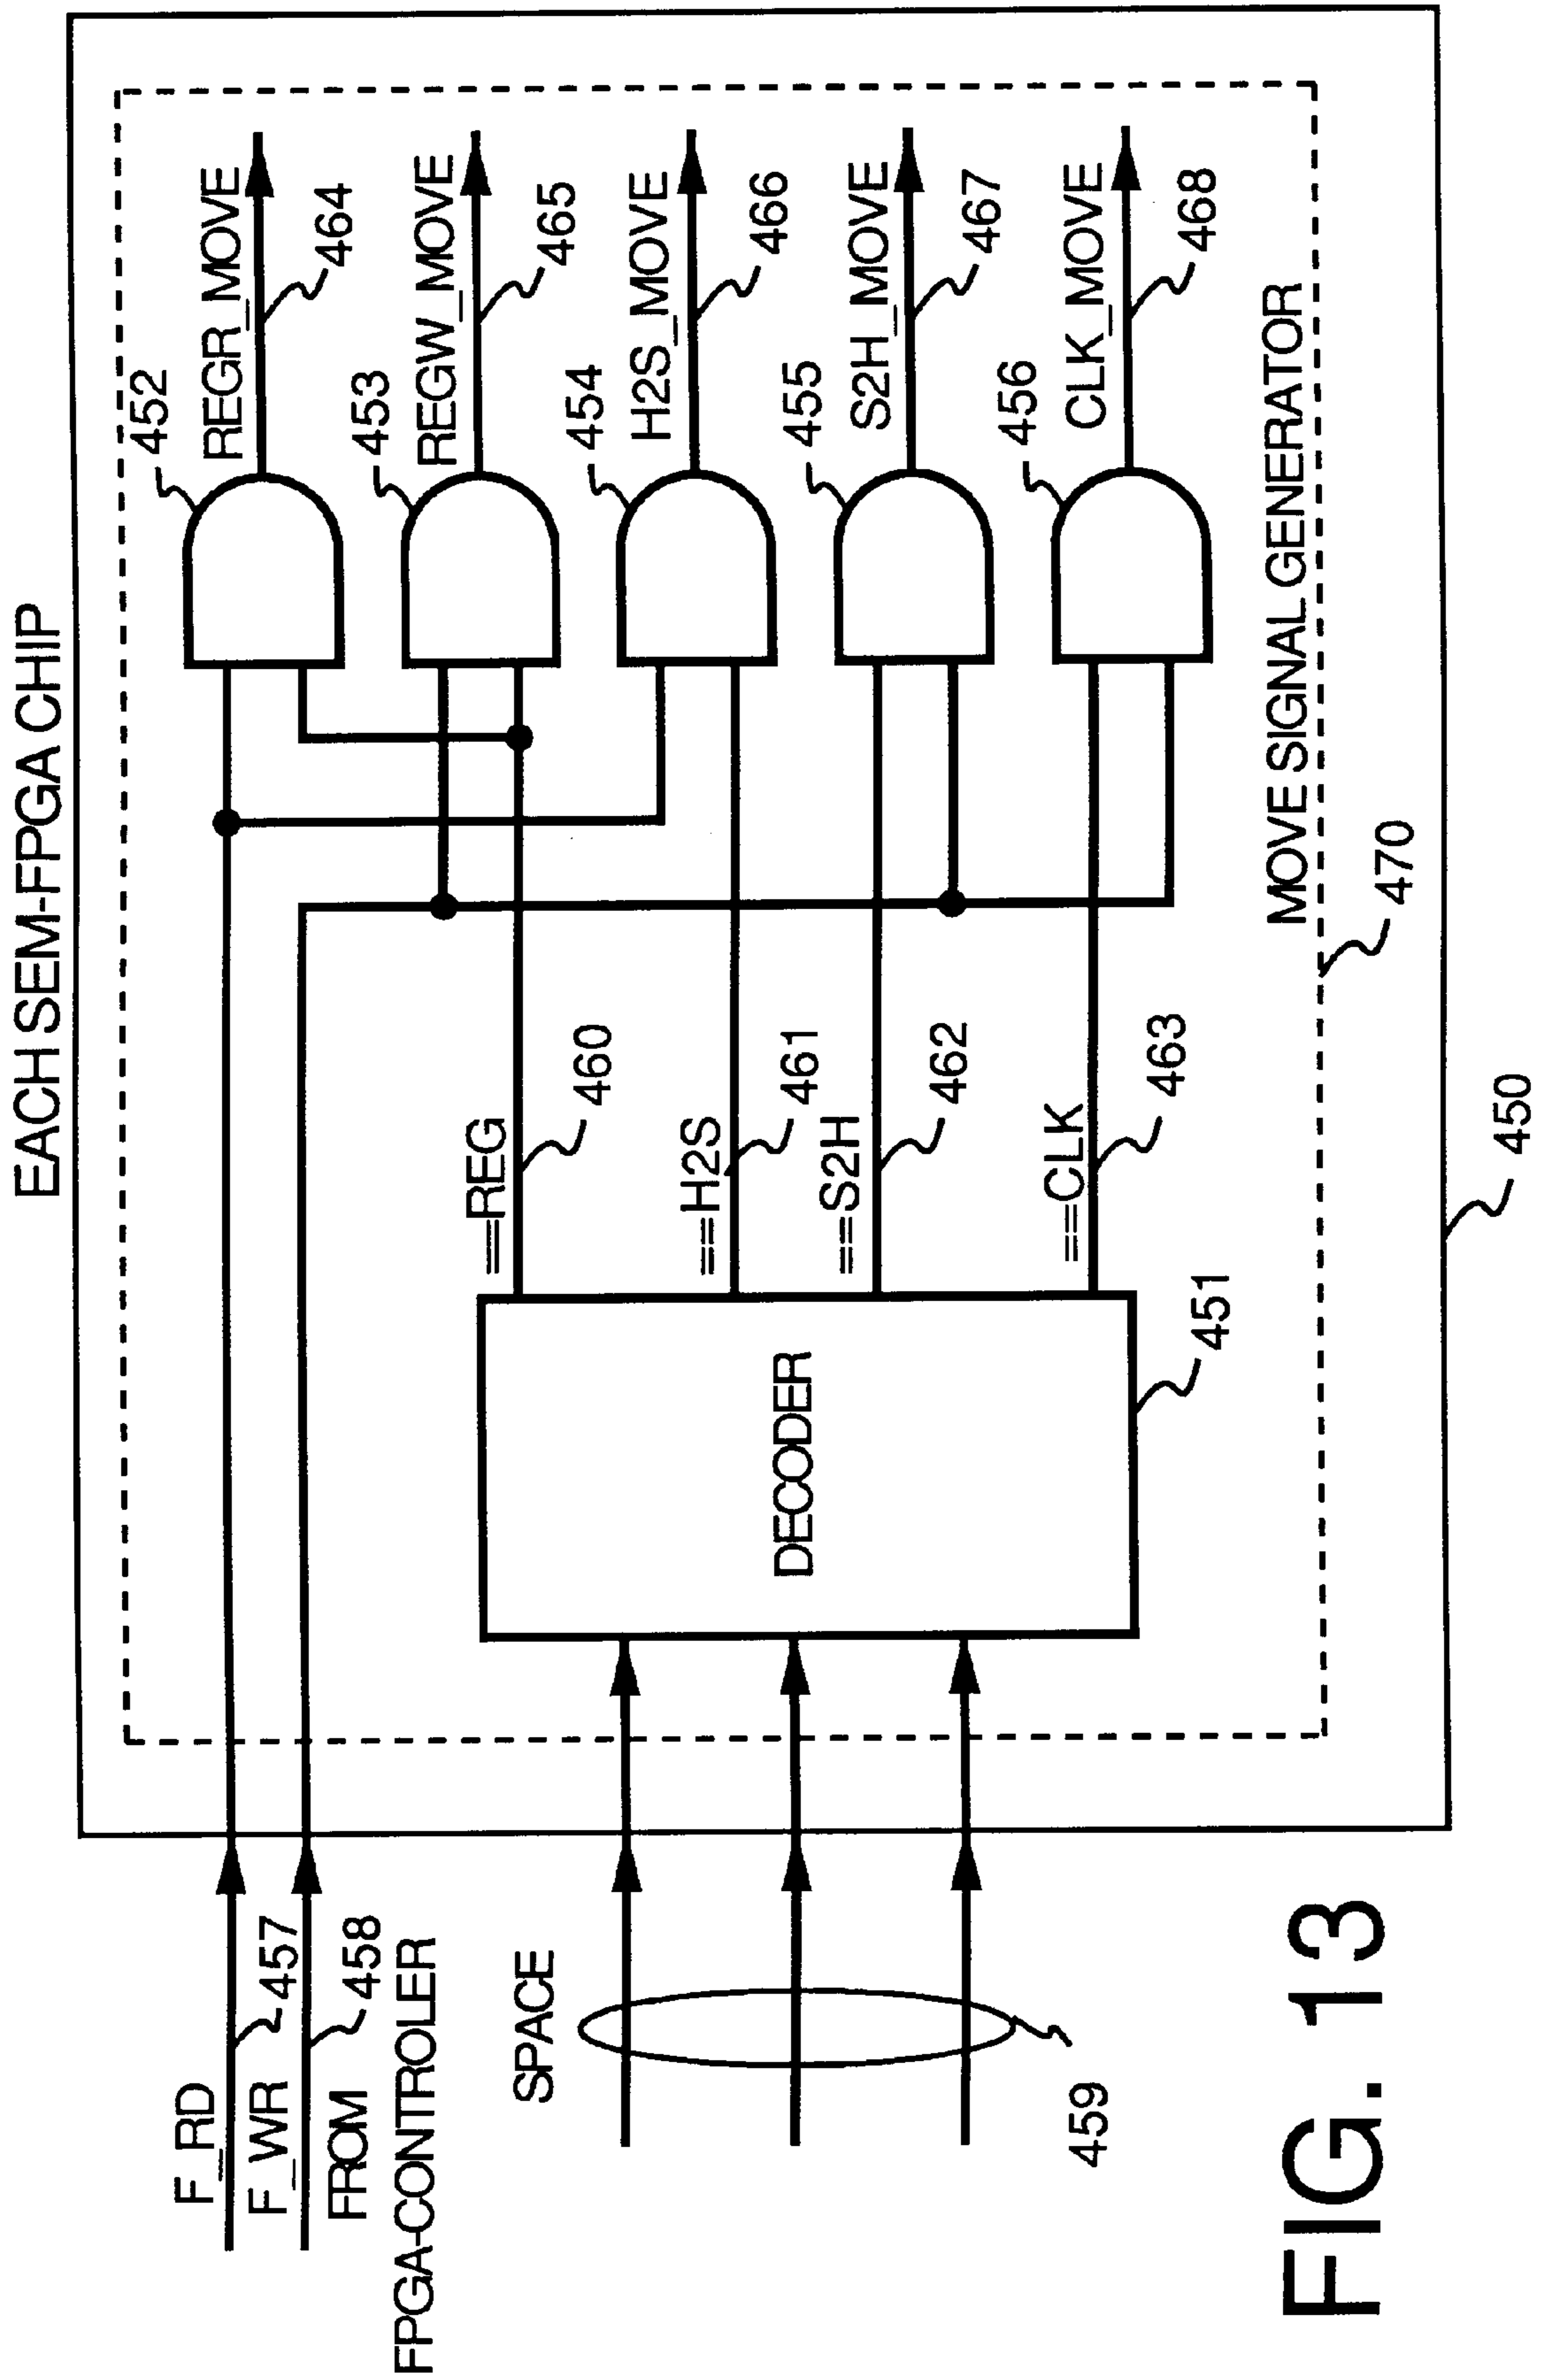 EACH SEM-FPGA CHIP
F_RD
457
F_WR
458
FROM
FPGA-CONTROLER
SPACE
459
DECODER
451
==REG
460
==H2S
461
==S2H
462
==CLK
463
452
REGR_MOVE
464
453
REGW_MOVE
465
454
H2S_MOVE
466
455
S2H_MOVE
467
456
CLK_MOVE
468
MOVE SIGNAL GENERATOR
470
450
FIG. 13